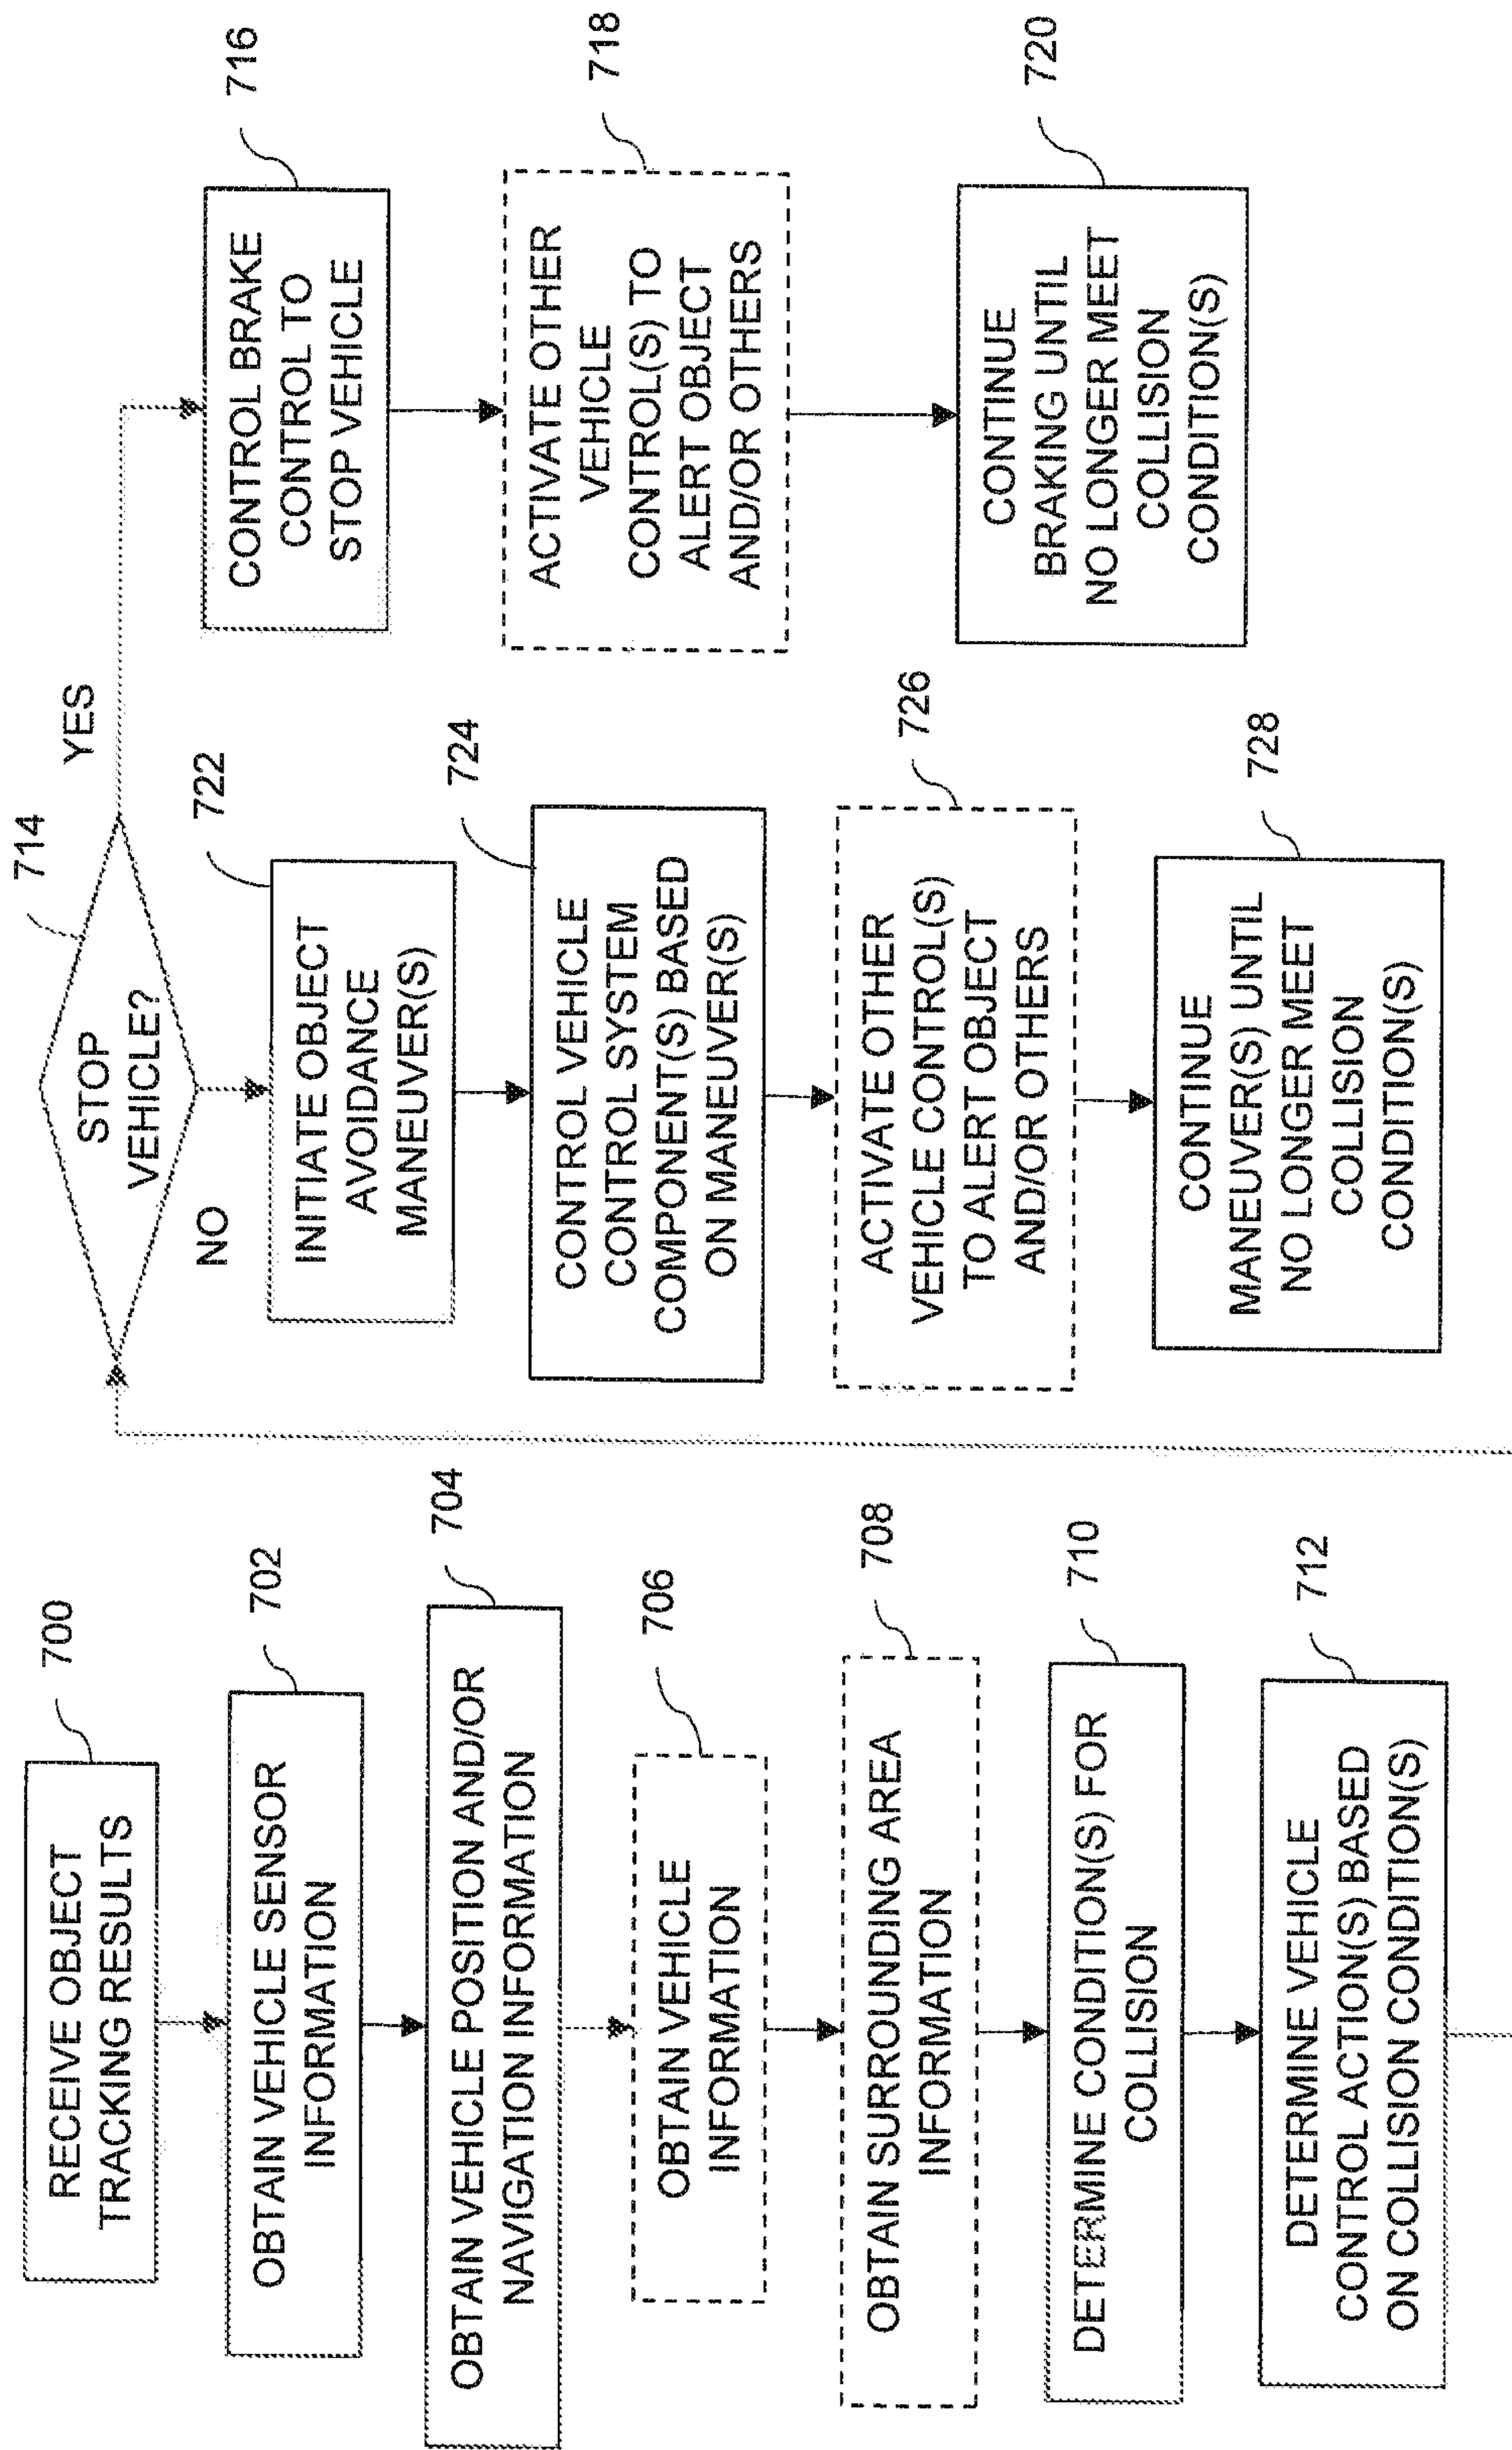 700
RECEIVE OBJECT
TRACKING RESULTS
702
OBTAIN VEHICLE SENSOR
INFORMATION
704
OBTAIN VEHICLE POSITION AND/OR
NAVIGATION INFORMATION
706
OBTAIN VEHICLE
INFORMATION
708
OBTAIN SURROUNDING AREA
INFORMATION
710
DETERMINE CONDITION(S) FOR
COLLISION
712
DETERMINE VEHICLE
CONTROL ACTION(S) BASED
ON COLLISION CONDITION(S)
714
STOP
VEHICLE?
YES
NO
716
CONTROL BRAKE
CONTROL TO
STOP VEHICLE
718
ACTIVATE OTHER
VEHICLE
CONTROL(S) TO
ALERT OBJECT
AND/OR OTHERS
720
CONTINUE
BRAKING UNTIL
NO LONGER MEET
COLLISION
CONDITION(S)
722
INITIATE OBJECT
AVOIDANCE
MANEUVER(S)
724
CONTROL VEHICLE
CONTROL SYSTEM
COMPONENT(S) BASED
ON MANEUVER(S)
726
ACTIVATE OTHER
VEHICLE CONTROL(S)
TO ALERT OBJECT
AND/OR OTHERS
728
CONTINUE
MANEUVER(S) UNTIL
NO LONGER MEET
COLLISION
CONDITION(S)